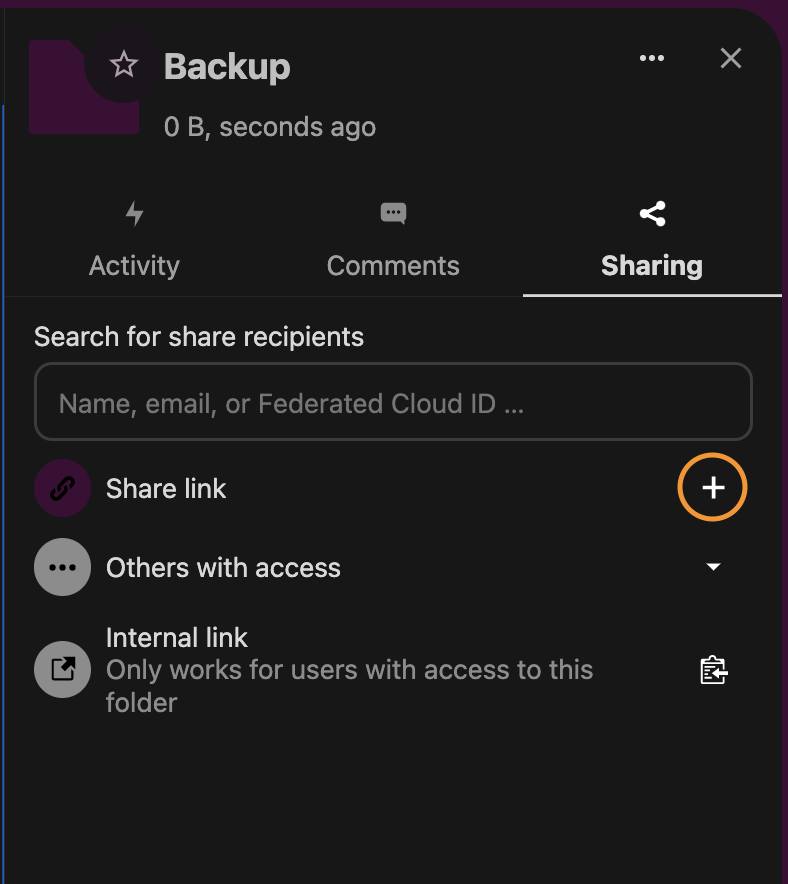 Backup
0 B, seconds ago
Activity
Comments
Sharing
Search for share recipients
Name, email, or Federated Cloud ID ...
Share link
Others with access
Internal link
Only works for users with access to this
folder